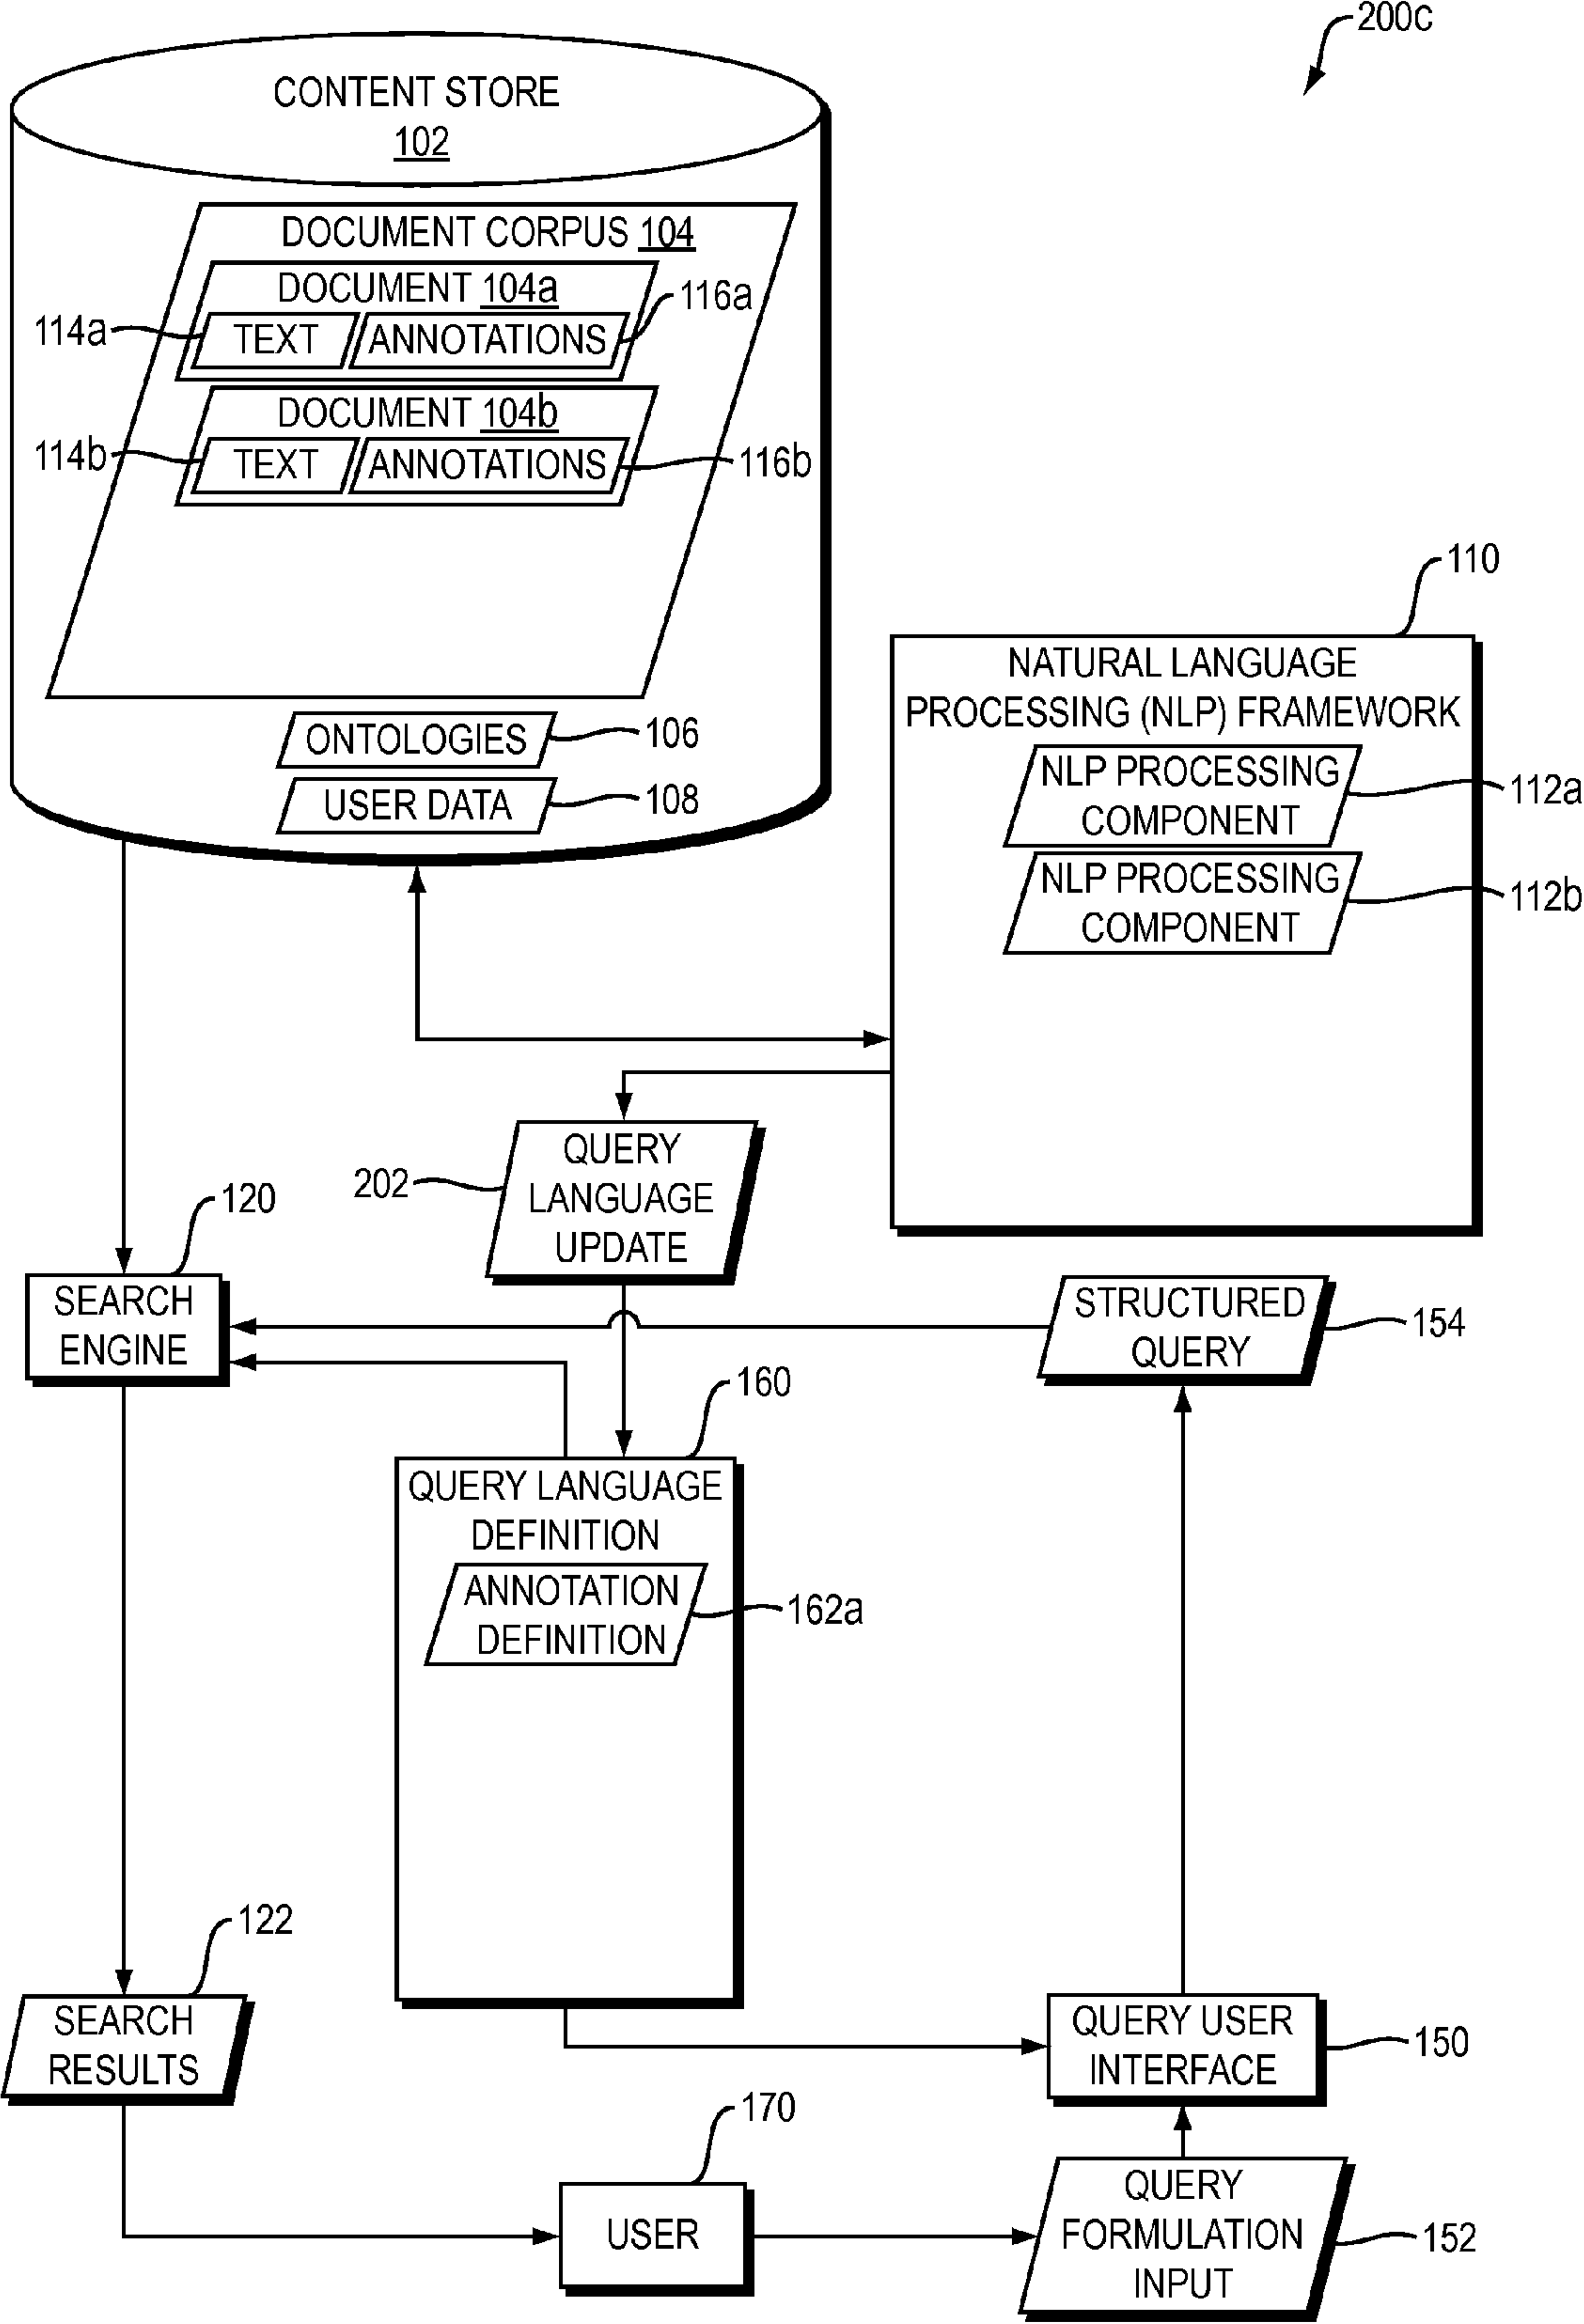 200c
CONTENT STORE
102
DOCUMENT CORPUS 104
DOCUMENT 104a
116a
114a
TEXT
ANNOTATIONS
DOCUMENT 104b
114b
TEXT
ANNOTATIONS
116b
110
NATURAL LANGUAGE
PROCESSING (NLP) FRAMEWORK
ONTOLOGIES
106
NLP PROCESSING
COMPONENT
112a
USER DATA
108
NLP PROCESSING
COMPONENT
112b
QUERY
LANGUAGE
UPDATE
202
120
SEARCH
ENGINE
STRUCTURED
QUERY
154
160
QUERY LANGUAGE
DEFINITION
ANNOTATION
DEFINITION
162a
122
SEARCH
RESULTS
QUERY USER
INTERFACE
150
170
USER
QUERY
FORMULATION
INPUT
152